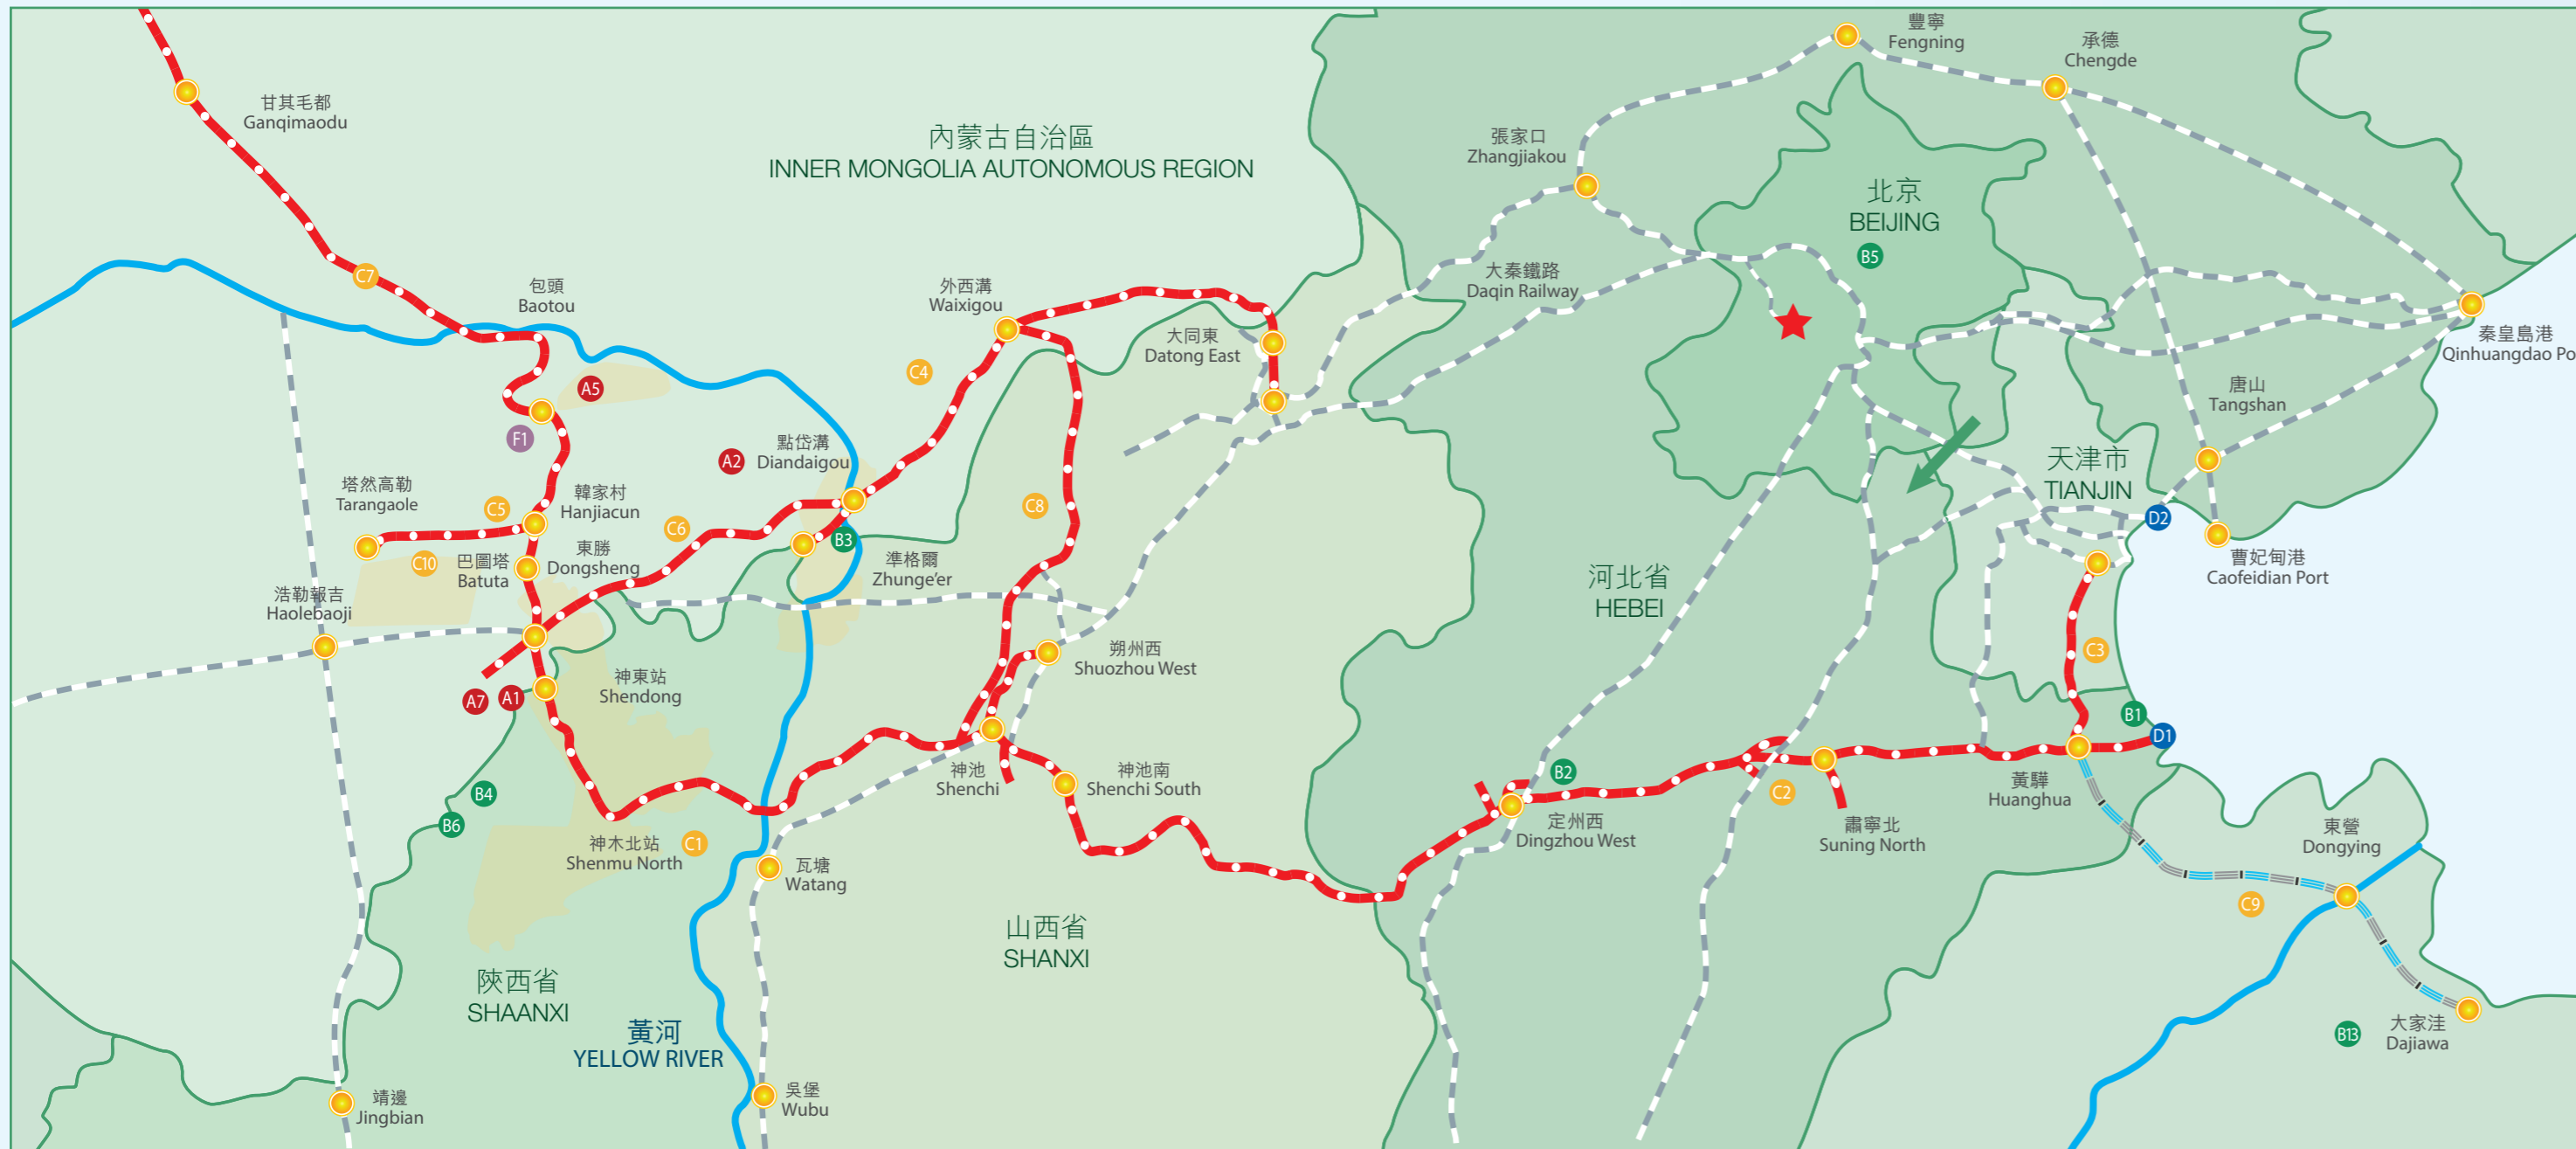 豐寧
Fengning
承德
Chengde
甘其毛都
Ganqimaodu
內蒙古自治區
INNER MONGOLIA AUTONOMOUS REGION
張家口
Zhangjiakou
北京
BEIJING
B5
C7
包頭
Baotou
外西溝
Waixigou
大秦鐵路
Daqin Railway
大同東
Datong East
秦皇島港
Qinhuangdao Po
C4
A5
F1
唐山
Tangshan
點岱溝
Diandaigou
A2
天津市
TIANJIN
塔然高勒
Tarangaole
C5
韓家村
Hanjiacun
C6
C8
D2
B3
C10
巴圖塔
Batuta
東勝
Dongsheng
準格爾
Zhunge’er
河北省
HEBEI
曹妃甸港
Caofeidian Port
浩勒報吉
Haolebaoji
朔州西
Shuozhou West
C3
神東站
Shendong
A7
A1
B1
D1
神池
Shenchi
神池南
Shenchi South
B2
C2
黃驊
Huanghua
B4
B6
神木北站
Shenmu North
C1
定州西
Dingzhou West
肅寧北
Suning North
東營
Dongying
瓦塘
Watang
C9
山西省
SHANXI
陝西省
SHAANXI
黃河
YELLOW RIVER
B13
大家洼
Dajiawa
靖邊
Jingbian
吳堡
Wubu